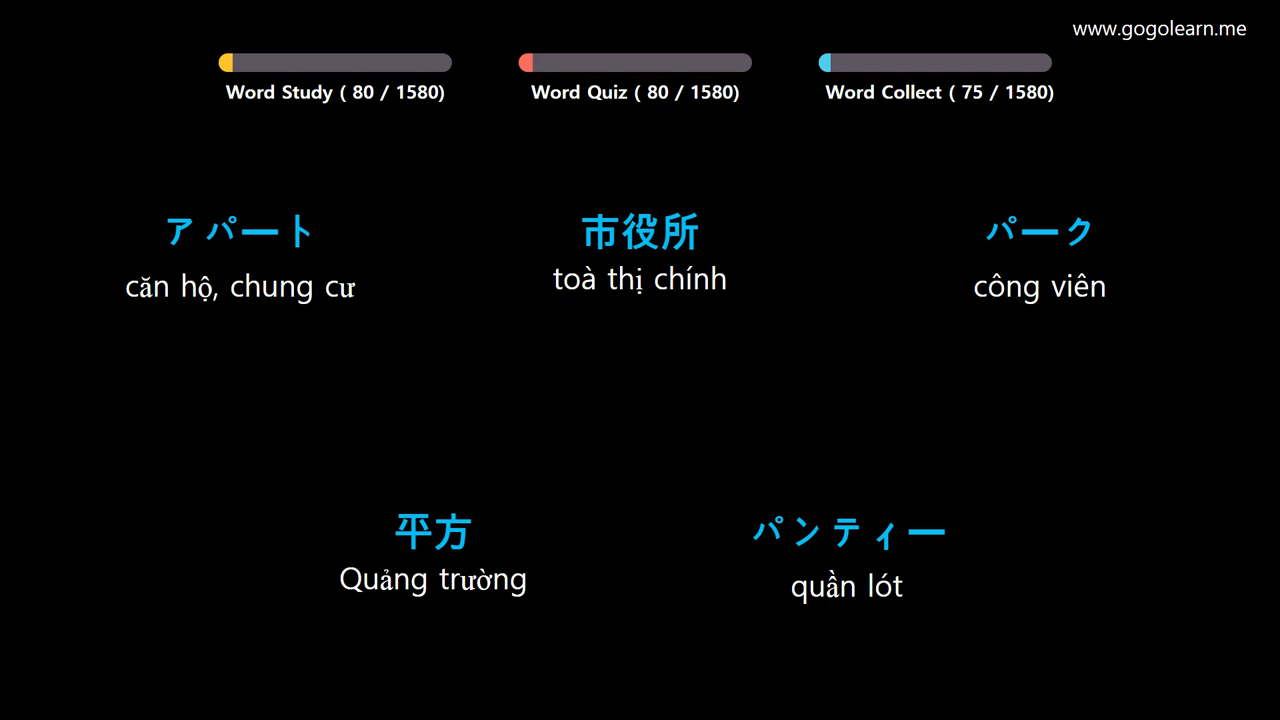 www.gogolearn.me
Word Study ( 80 / 1580)
Word Quiz ( 80 / 1580)
Word Collect ( 75 / 1580)
アパート
căn hộ, chung cư
市役所
toà thị chính
パーク
công viên
平方
Quảng trường
パンティー
quần lót